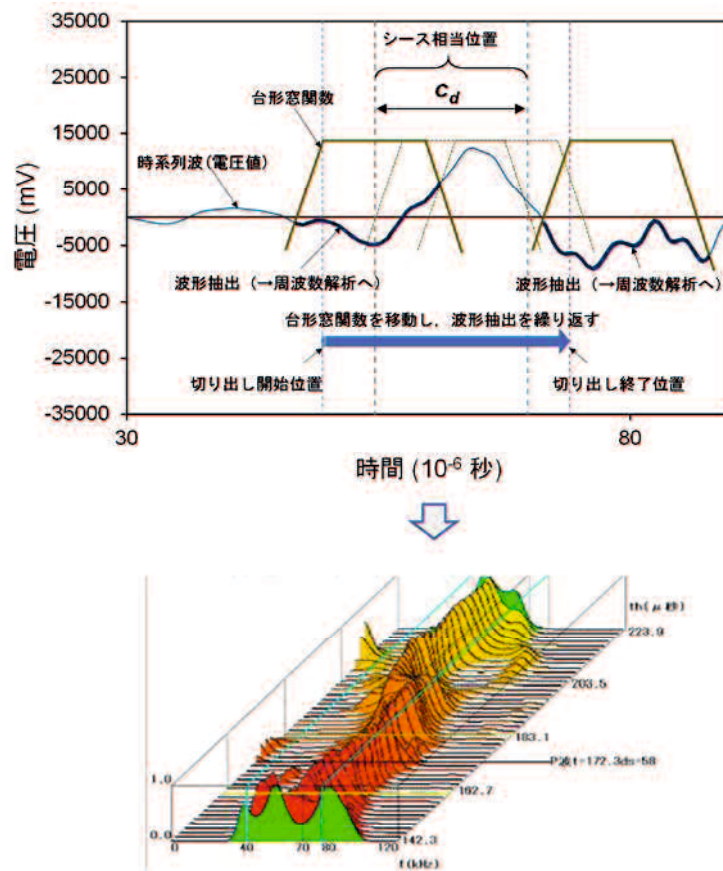 35000
シース相当位置
25000
C_d
台形窓関数
15000
時系列波(電圧値)
5000
-5000
電圧 (mV)
波形抽出 (→周波数解析へ)
波形抽出 (→周波数解析へ)
-15000
台形窓関数を移動し，波形抽出を繰り返す
-25000
切り出し開始位置
切り出し終了位置
-35000
30
80
時間 (10⁻⁶ 秒)
th(μ秒)
223.9
203.5
183.1
P波t=172.3ds=58
1.0
162.7
0.0
142.3
0
40
70
80
120
f(kHz)